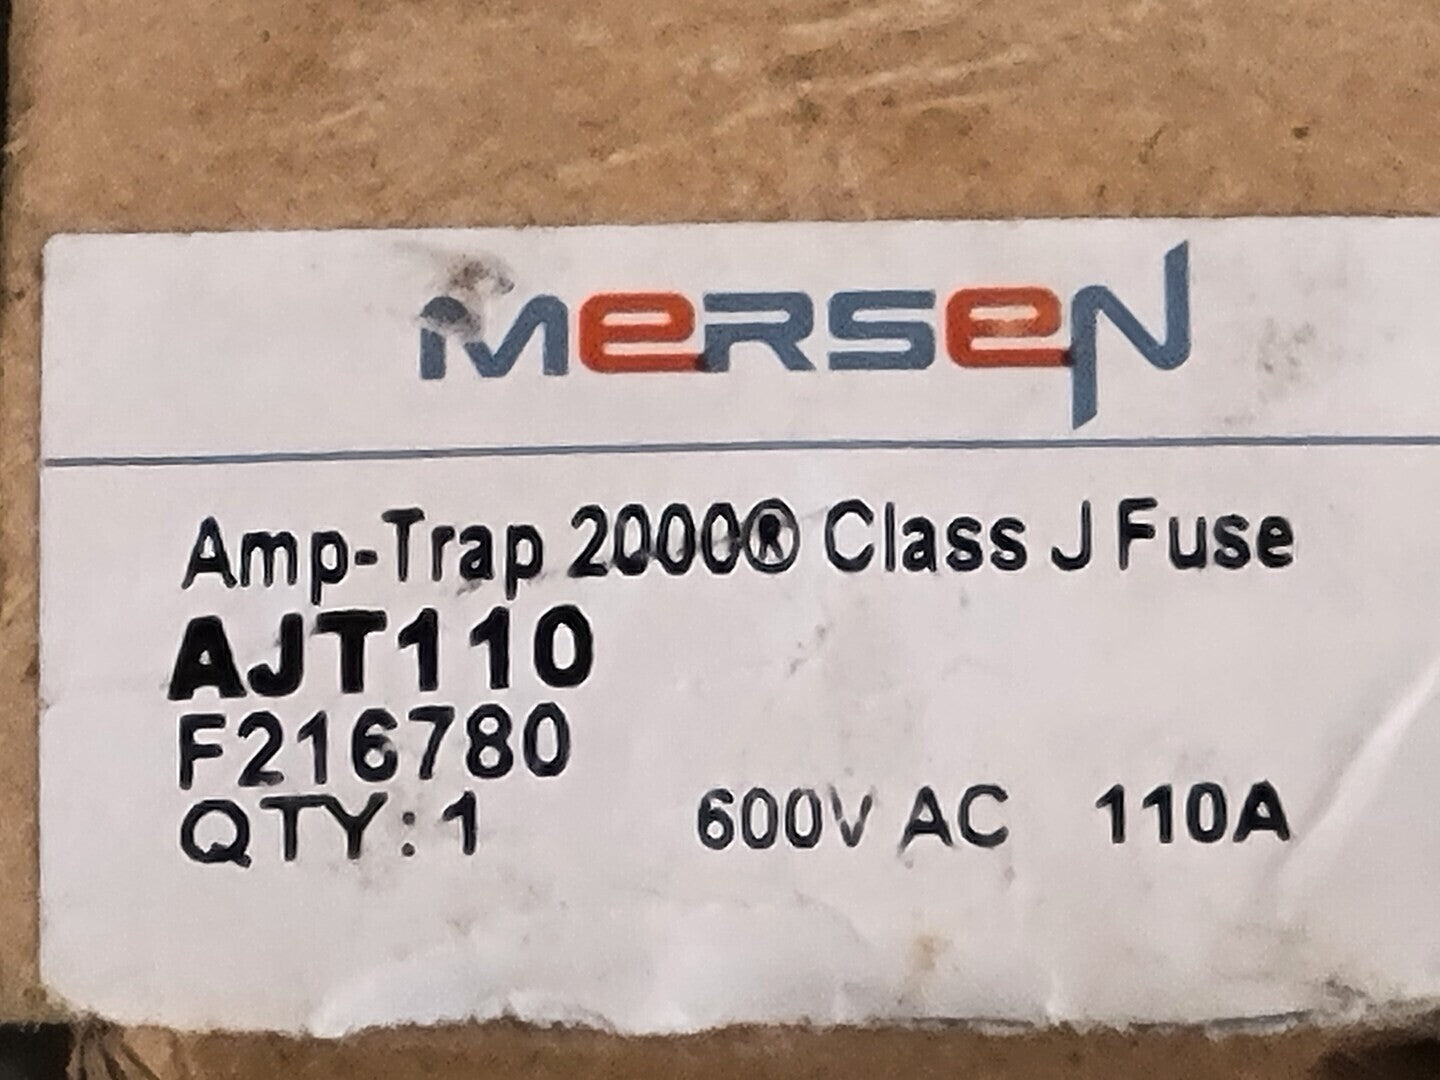 MERSEN
Amp-Trap 2000® Class J Fuse
AJT110
F216780
QTY: 1 600V AC 110A